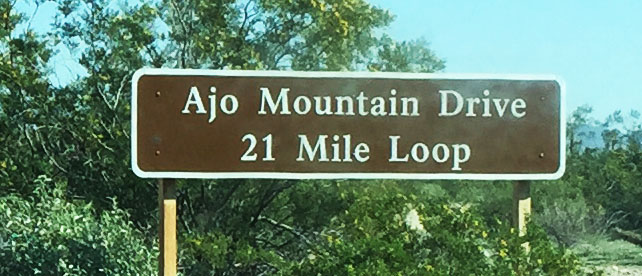 Ajo Mountain Drive
21 Mile Loop